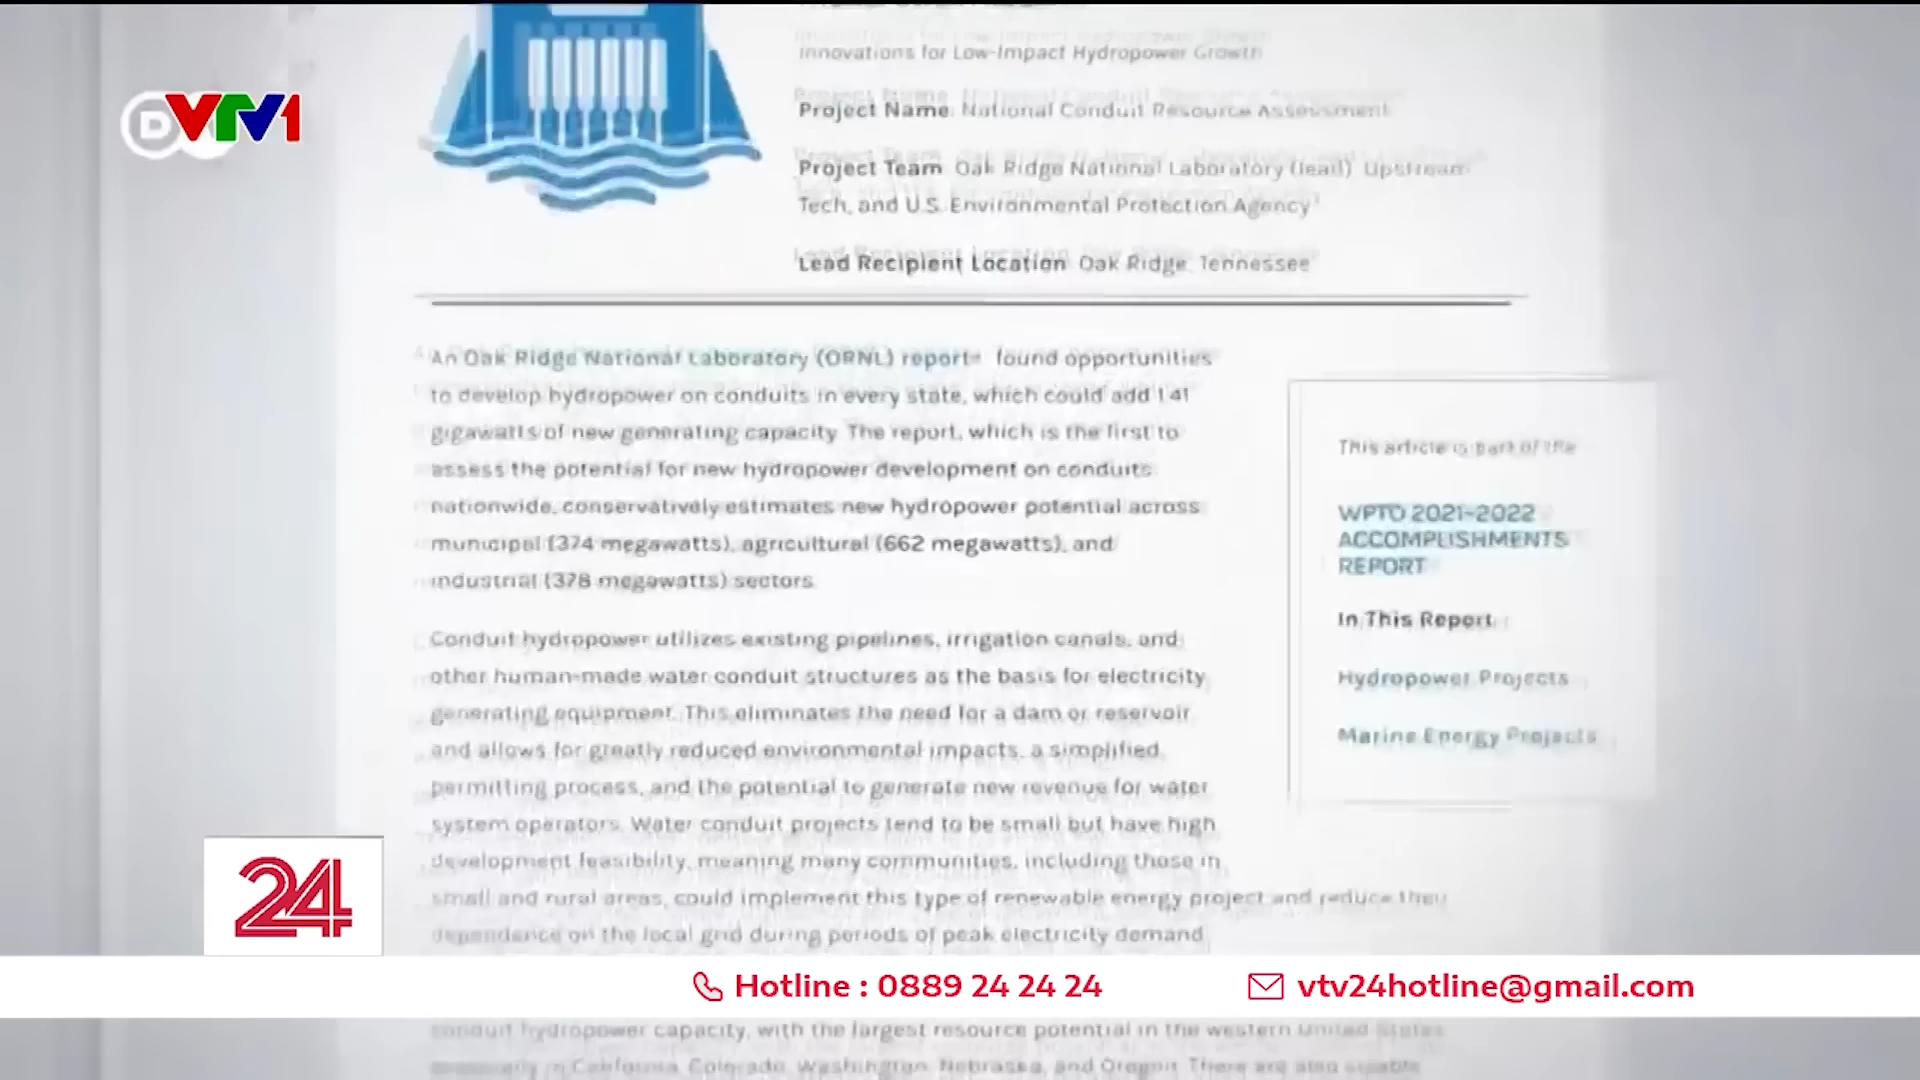 VTV1
Innovations for Low-Impact Hydropower Growth
Project Name: National Conduit Resource Assessment
Project Team: Oak Ridge National Laboratory (lead), Upstream
Tech, and U.S. Environmental Protection Agency
Lead Recipient Location: Oak Ridge, Tennessee
An Oak Ridge National Laboratory (ORNL) report found opportunities
to develop hydropower on conduits in every state, which could add 1.41
gigawatts of new generating capacity. The report, which is the first to
assess the potential for new hydropower development on conduits
nationwide, conservatively estimates new hydropower potential across
municipal (374 megawatts), agricultural (662 megawatts), and
industrial (378 megawatts) sectors.
Conduit hydropower utilizes existing pipelines, irrigation canals, and
other human-made water conduit structures as the basis for electricity
generating equipment. This eliminates the need for a dam or reservoir
and allows for greatly reduced environmental impacts, a simplified
permitting process, and the potential to generate new revenue for water
system operators. Water conduit projects tend to be small but have high
development feasibility, meaning many communities, including those in
small and rural areas, could implement this type of renewable energy project and reduce their
dependence on the local grid during periods of peak electricity demand.
This article is part of the
WPTO 2021-2022
ACCOMPLISHMENTS
REPORT
In This Report:
Hydropower Projects
Marine Energy Projects
24
Hotline : 0889 24 24 24
vtv24hotline@gmail.com
conduit hydropower capacity, with the largest resource potential in the western United States
in California, Colorado, Washington, Nebraska, and Oregon. There are also